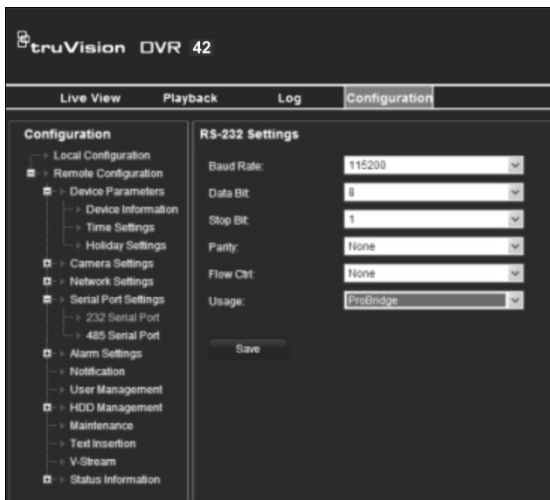 truVision DVR 42
Live View Playback Log Configuration
Configuration
Local Configuration
Remote Configuration
Device Parameters
Device Information
Time Settings
Holiday Settings
Camera Settings
Network Settings
Serial Port Settings
232 Serial Port
485 Serial Port
Alarm Settings
Notification
User Management
HDD Management
Maintenance
Text Insertion
V-Stream
Status Information
RS-232 Settings
Baud Rate: 115200
Data Bit: 8
Stop Bit: 1
Parity: None
Flow Ctrl: None
Usage: ProBridge
Save